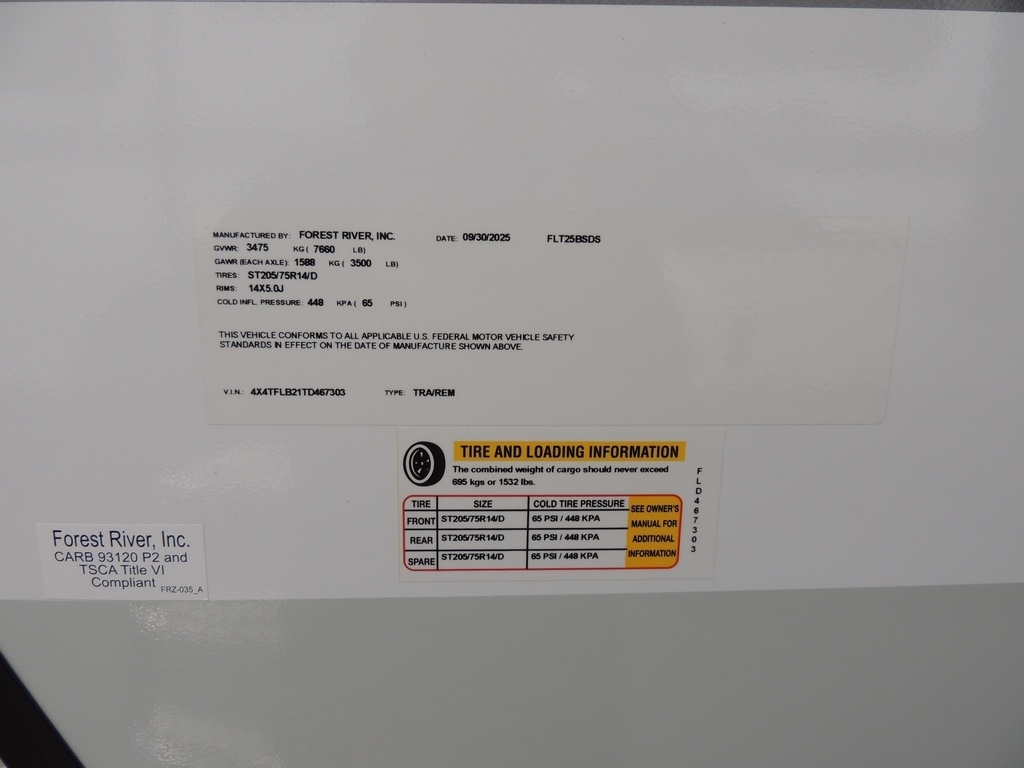 MANUFACTURED BY: FOREST RIVER, INC. DATE: 09/30/2025 FLT25BSDS
GVWR: 3475 KG ( 7660 LB)
GAWR (EACH AXLE): 1588 KG ( 3500 LB)
TIRES: ST205/75R14/D
RIMS: 14X5.0J
COLD INFL. PRESSURE: 448 KPA ( 65 PSI )
THIS VEHICLE CONFORMS TO ALL APPLICABLE U.S. FEDERAL MOTOR VEHICLE SAFETY
STANDARDS IN EFFECT ON THE DATE OF MANUFACTURE SHOWN ABOVE.
V.I.N.: 4X4TFLB21TD467303 TYPE: TRA/REM
TIRE AND LOADING INFORMATION
The combined weight of cargo should never exceed
695 kgs or 1532 lbs.
TIRE SIZE COLD TIRE PRESSURE
FRONT ST205/75R14/D 65 PSI / 448 KPA
REAR ST205/75R14/D 65 PSI / 448 KPA
SPARE ST205/75R14/D 65 PSI / 448 KPA
SEE OWNER'S
MANUAL FOR
ADDITIONAL
INFORMATION
FLD467303
Forest River, Inc.
CARB 93120 P2 and
TSCA Title VI
Compliant
FRZ-035_A